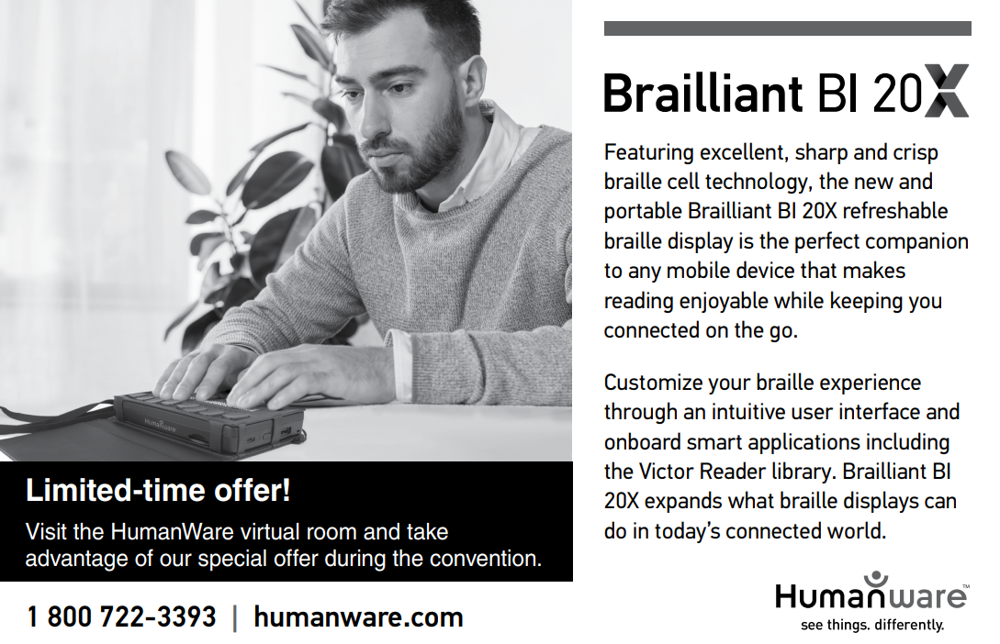 Humanware
Limited-time offer!
Visit the HumanWare virtual room and take
advantage of our special offer during the convention.
1 800 722-3393 | humanware.com
Brailliant BI 20X
Featuring excellent, sharp and crisp
braille cell technology, the new and
portable Brailliant BI 20X refreshable
braille display is the perfect companion
to any mobile device that makes
reading enjoyable while keeping you
connected on the go.
Customize your braille experience
through an intuitive user interface and
onboard smart applications including
the Victor Reader library. Brailliant BI
20X expands what braille displays can
do in today’s connected world.
Humanware™
see things. differently.